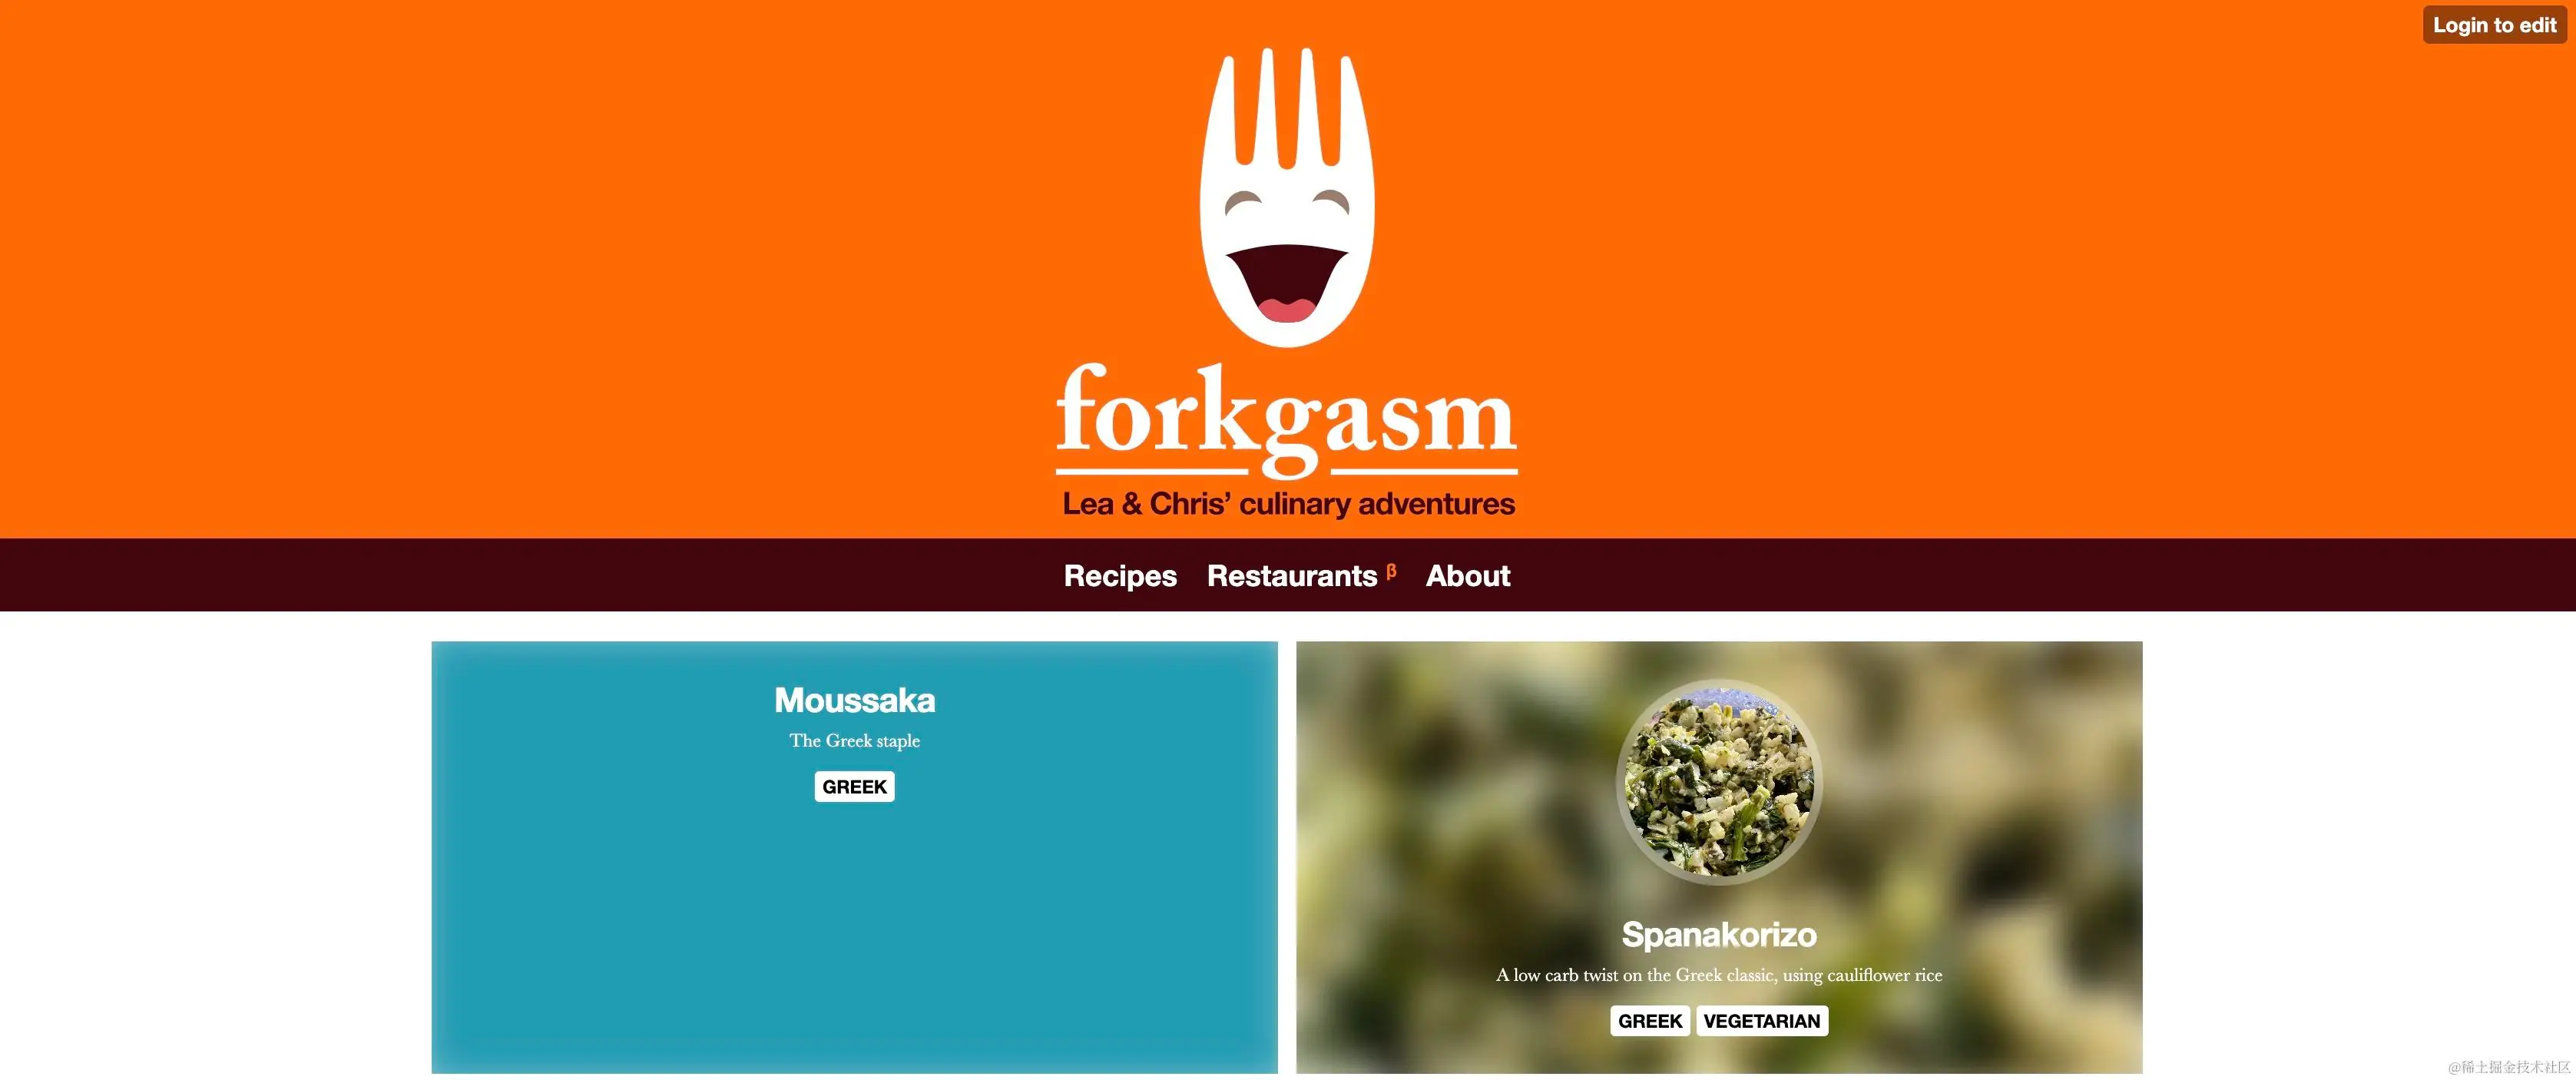 Login to edit
forkgasm
Lea & Chris’ culinary adventures
Recipes Restaurants β About
Moussaka
The Greek staple
GREEK
Spanakorizo
A low carb twist on the Greek classic, using cauliflower rice
GREEK VEGETARIAN
@稀土掘金技术社区